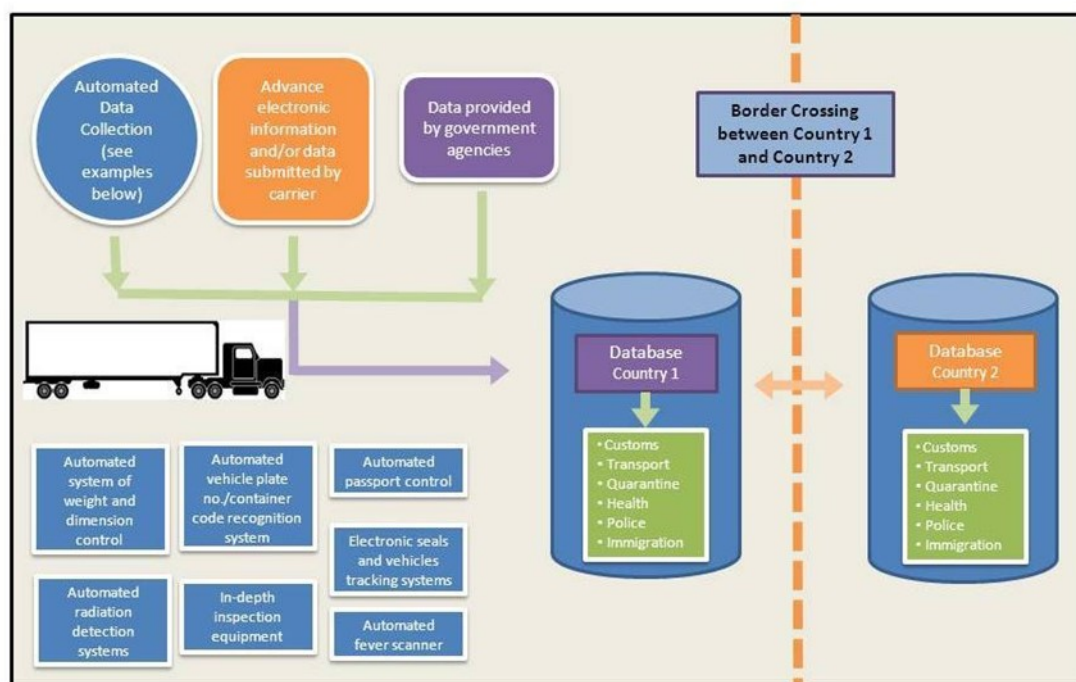 Automated
Data
Collection
(see
examples
below)
Advance
electronic
information
and/or data
submitted by
carrier
Data provided
by government
agencies
Border Crossing
between Country 1
and Country 2
Database
Country 1
• Customs
• Transport
• Quarantine
• Health
• Police
• Immigration
Database
Country 2
• Customs
• Transport
• Quarantine
• Health
• Police
• Immigration
Automated
system of
weight and
dimension
control
Automated
vehicle plate
no./container
code recognition
system
Automated
passport control
Electronic seals
and vehicles
tracking systems
Automated
radiation
detection
systems
In-depth
inspection
equipment
Automated
fever scanner